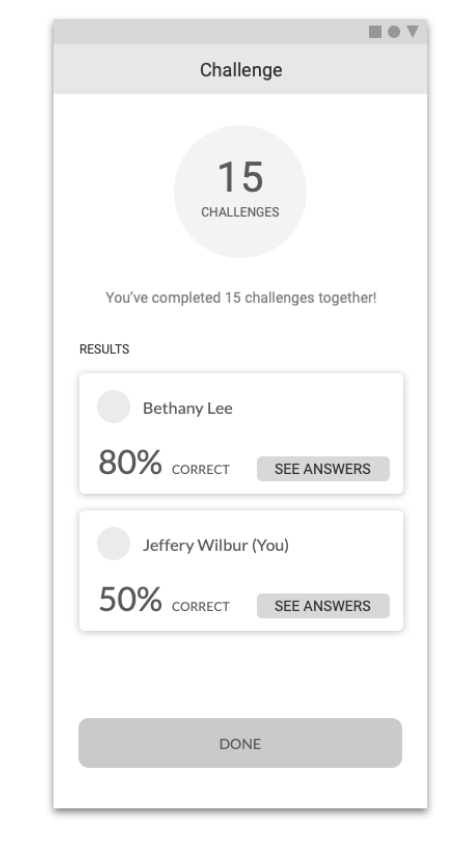 Challenge
15
CHALLENGES
You've completed 15 challenges together!
RESULTS
Bethany Lee
80% CORRECT SEE ANSWERS
Jeffery Wilbur (You)
50% CORRECT SEE ANSWERS
DONE